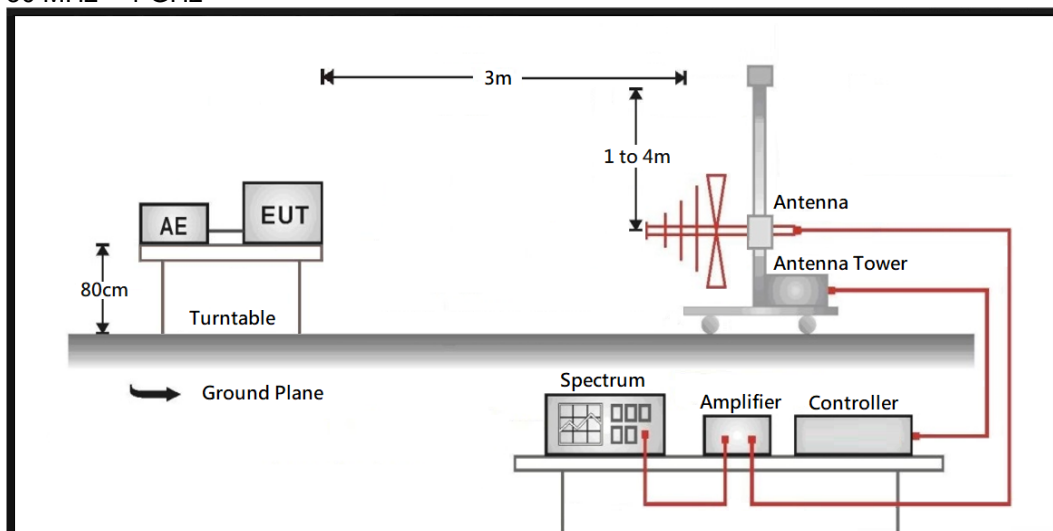 3m
1 to 4m
Antenna
EUT
AE
Antenna Tower
80cm
Turntable
Ground Plane
Spectrum
Amplifier
Controller